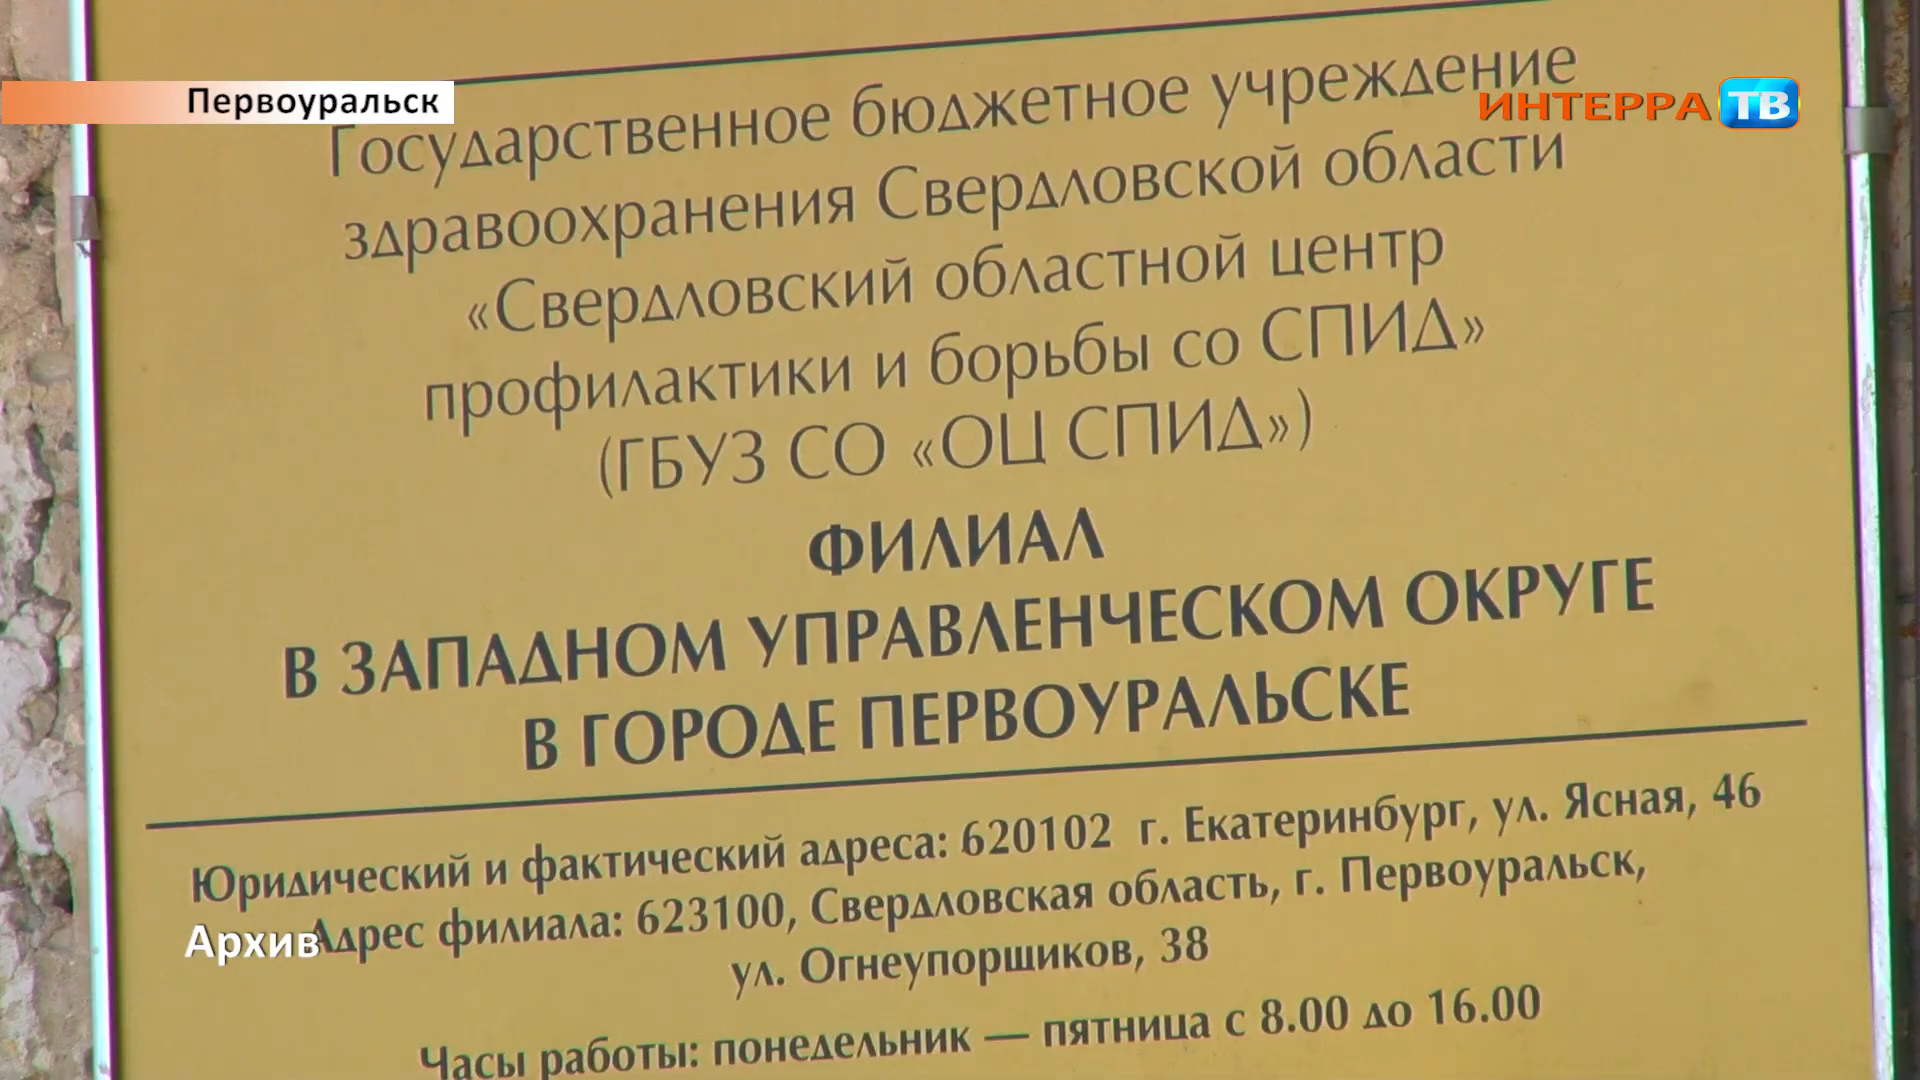 Первоуральск
ИНТЕРРА ТВ
Государственное бюджетное учреждение
здравоохранения Свердловской области
«Свердловский областной центр
профилактики и борьбы со СПИД»
(ГБУЗ СО «ОЦ СПИД»)
ФИЛИАЛ
В ЗАПАДНОМ УПРАВЛЕНЧЕСКОМ ОКРУГЕ
В ГОРОДЕ ПЕРВОУРАЛЬСКЕ
Юридический и фактический адреса: 620102 г. Екатеринбург, ул. Ясная, 46
Адрес филиала: 623100, Свердловская область, г. Первоуральск,
Архив
ул. Огнеупорщиков, 38
Часы работы: понедельник — пятница с 8.00 до 16.00